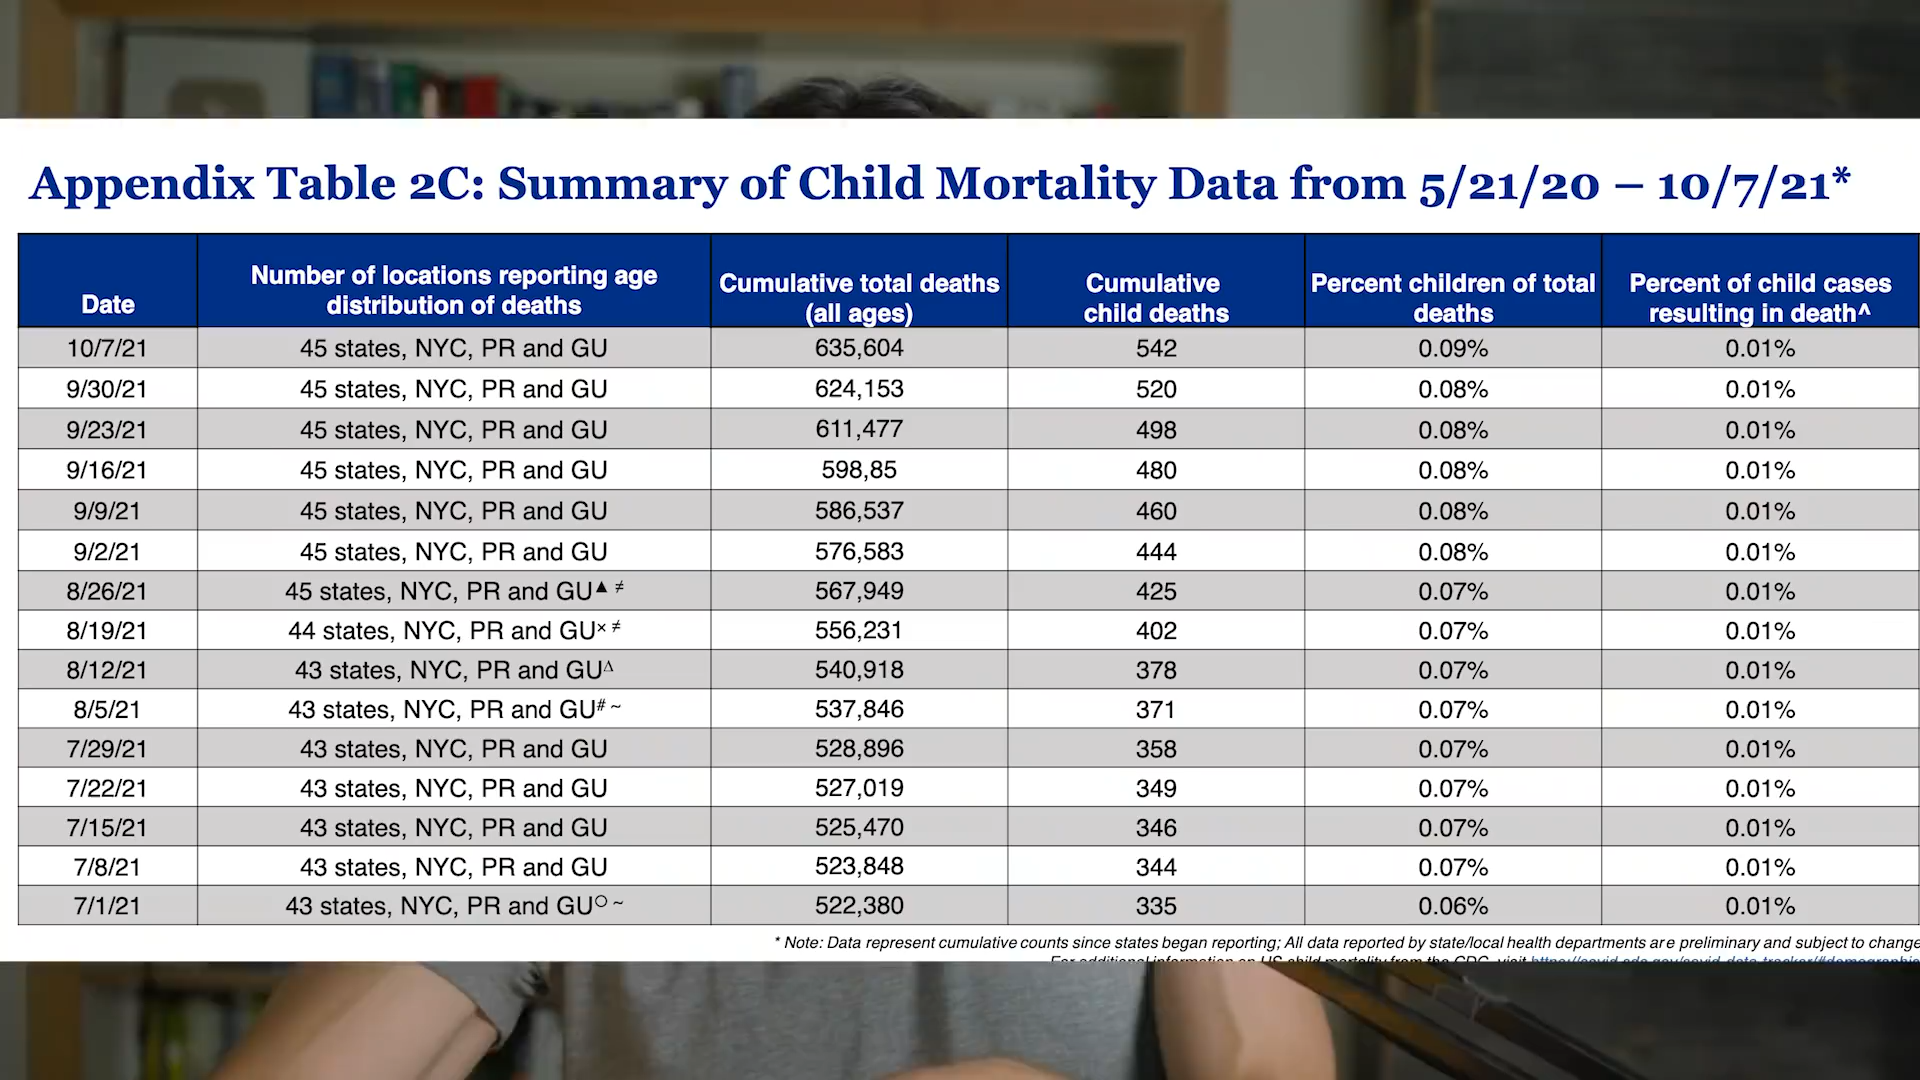 Appendix Table 2C: Summary of Child Mortality Data from 5/21/20 – 10/7/21*
Date | Number of locations reporting age distribution of deaths | Cumulative total deaths (all ages) | Cumulative child deaths | Percent children of total deaths | Percent of child cases resulting in death^
10/7/21 | 45 states, NYC, PR and GU | 635,604 | 542 | 0.09% | 0.01%
9/30/21 | 45 states, NYC, PR and GU | 624,153 | 520 | 0.08% | 0.01%
9/23/21 | 45 states, NYC, PR and GU | 611,477 | 498 | 0.08% | 0.01%
9/16/21 | 45 states, NYC, PR and GU | 598,85 | 480 | 0.08% | 0.01%
9/9/21 | 45 states, NYC, PR and GU | 586,537 | 460 | 0.08% | 0.01%
9/2/21 | 45 states, NYC, PR and GU | 576,583 | 444 | 0.08% | 0.01%
8/26/21 | 45 states, NYC, PR and GU▲ ≠ | 567,949 | 425 | 0.07% | 0.01%
8/19/21 | 44 states, NYC, PR and GU× ≠ | 556,231 | 402 | 0.07% | 0.01%
8/12/21 | 43 states, NYC, PR and GUΔ | 540,918 | 378 | 0.07% | 0.01%
8/5/21 | 43 states, NYC, PR and GU# ~ | 537,846 | 371 | 0.07% | 0.01%
7/29/21 | 43 states, NYC, PR and GU | 528,896 | 358 | 0.07% | 0.01%
7/22/21 | 43 states, NYC, PR and GU | 527,019 | 349 | 0.07% | 0.01%
7/15/21 | 43 states, NYC, PR and GU | 525,470 | 346 | 0.07% | 0.01%
7/8/21 | 43 states, NYC, PR and GU | 523,848 | 344 | 0.07% | 0.01%
7/1/21 | 43 states, NYC, PR and GU○ ~ | 522,380 | 335 | 0.06% | 0.01%
* Note: Data represent cumulative counts since states began reporting; All data reported by state/local health departments are preliminary and subject to change
For additional information on US child mortality from the CDC, visit